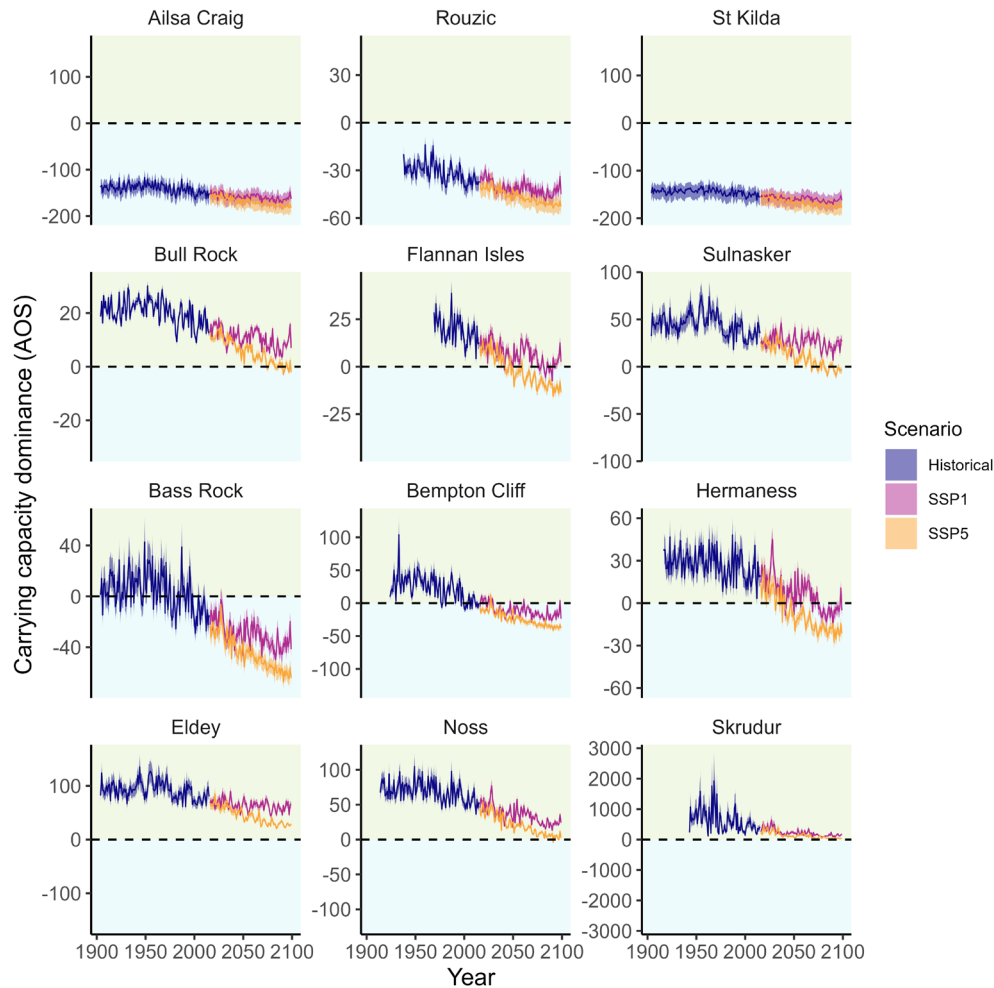 Ailsa Craig
Rouzic
St Kilda
100
0
-100
-200
30
0
-30
-60
100
0
-100
-200
Bull Rock
Flannan Isles
Sulnasker
20
0
-20
25
0
-25
100
50
0
-50
-100
Bass Rock
Bempton Cliff
Hermaness
40
0
-40
100
50
0
-50
-100
60
30
0
-30
-60
Eldey
Noss
Skrudur
100
0
-100
100
50
0
-50
-100
3000
2000
1000
0
-1000
-2000
-3000
1900 1950 2000 2050 2100
1900 1950 2000 2050 2100
1900 1950 2000 2050 2100
Year
Carrying capacity dominance (AOS)
Scenario
Historical
SSP1
SSP5